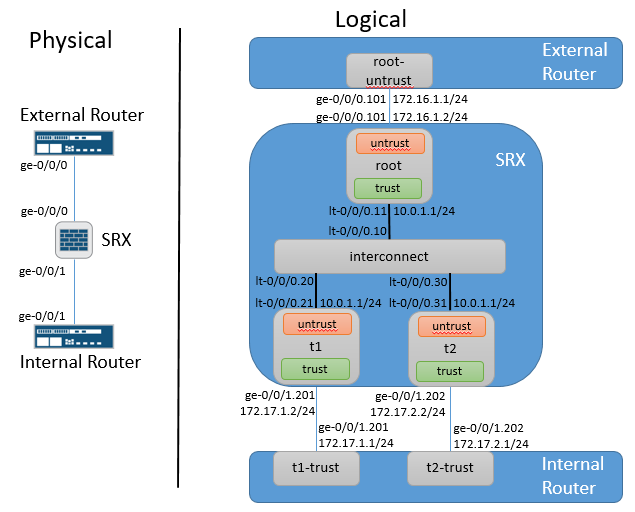 Physical
External Router
ge-0/0/0
ge-0/0/0
SRX
ge-0/0/1
ge-0/0/1
Internal Router
Logical
External
Router
root-
untrust
ge-0/0/0.101 172.16.1.1/24
ge-0/0/0.101 172.16.1.2/24
SRX
untrust
root
trust
lt-0/0/0.11 10.0.1.1/24
lt-0/0/0.10
interconnect
lt-0/0/0.20 lt-0/0/0.30
lt-0/0/0.21 10.0.1.1/24 lt-0/0/0.31 10.0.1.1/24
untrust untrust
t1 t2
trust trust
ge-0/0/1.201 ge-0/0/1.202
172.17.1.2/24 172.17.2.2/24
ge-0/0/1.201 ge-0/0/1.202
172.17.1.1/24 172.17.2.1/24
t1-trust t2-trust
Internal
Router